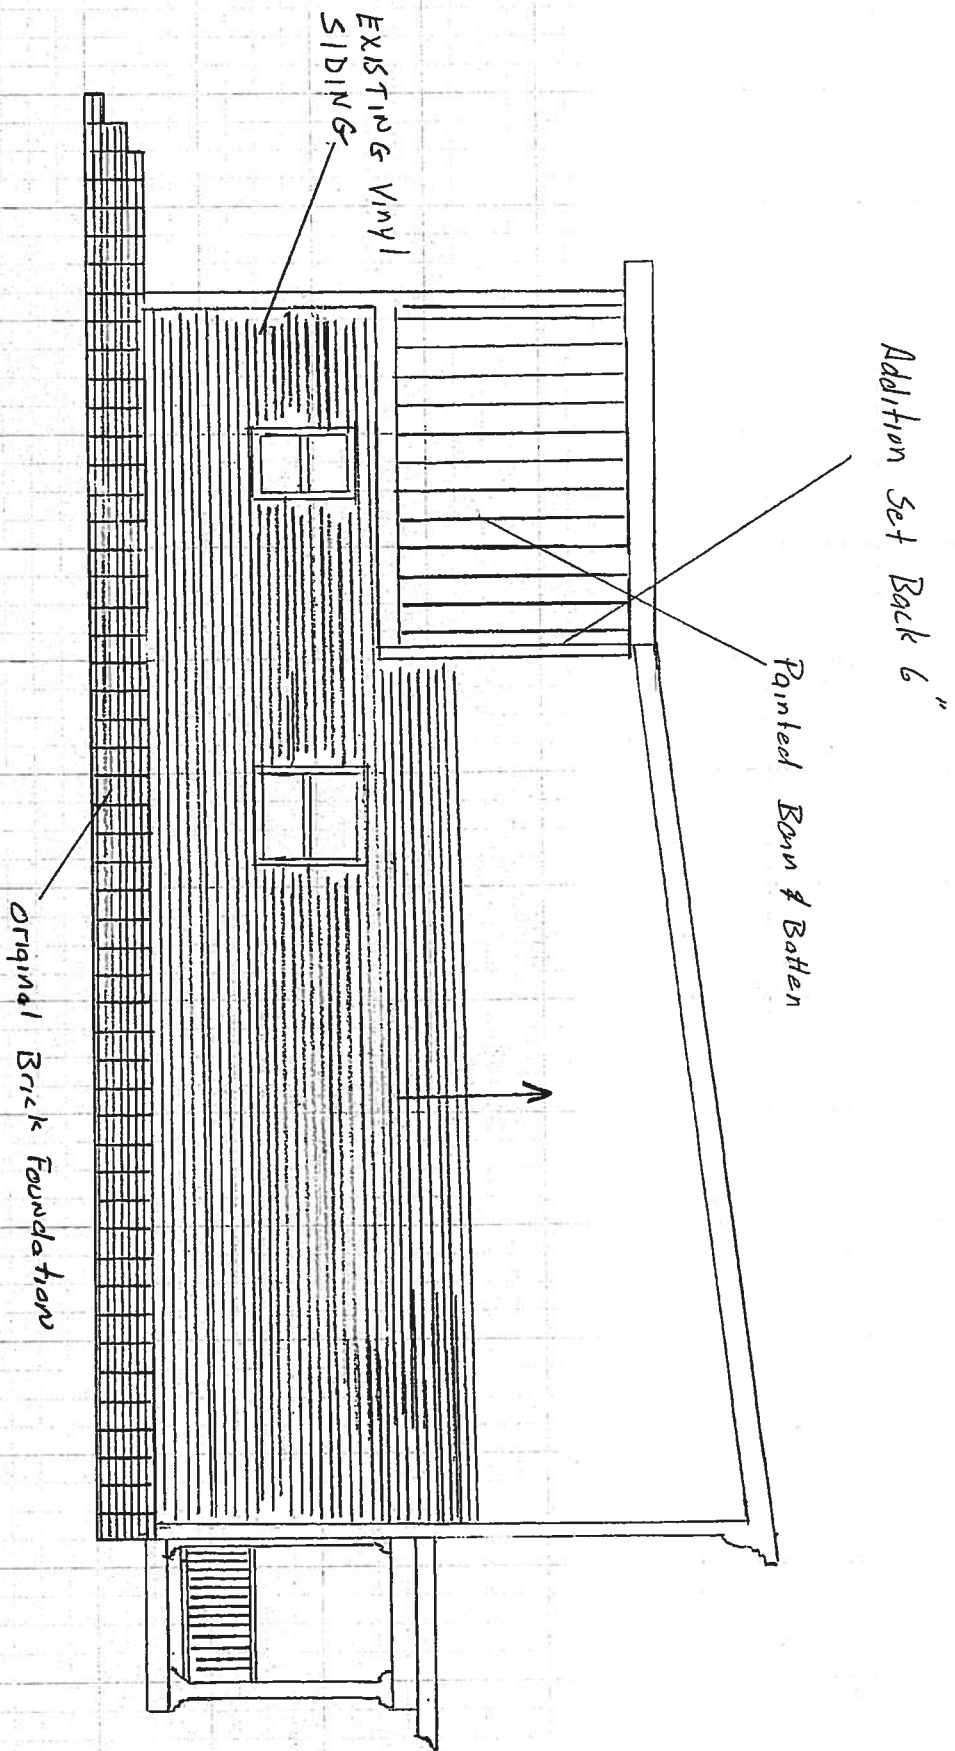 Addition Set Back 6"
Painted Barn & Batten
EXISTING Vinyl
SIDING
Original Brick Foundation